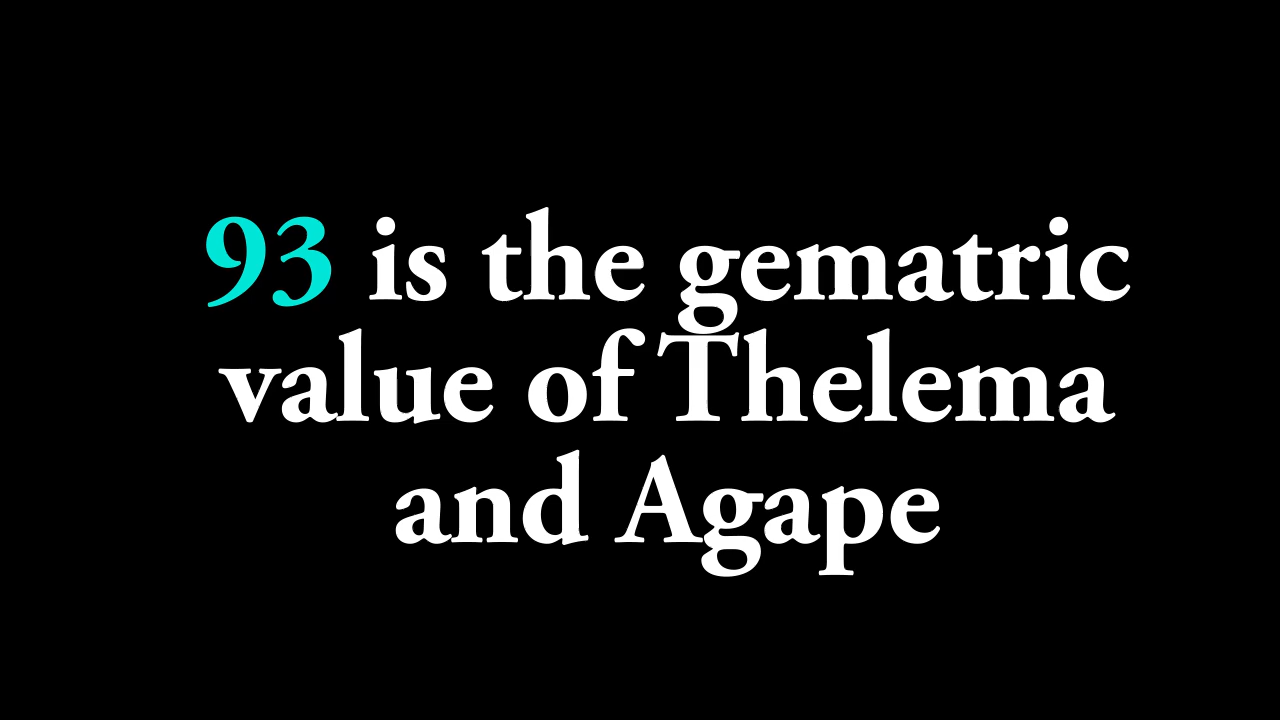 93 is the gematric
value of Thelema
and Agape